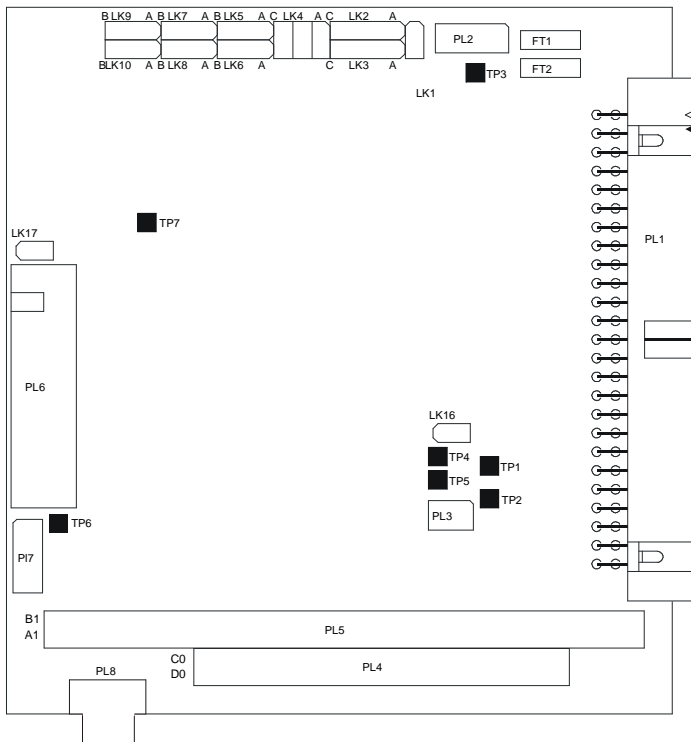 B LK9 A B LK7 A B LK5 A C LK4 A C LK2 A
BLK10 A B LK8 A B LK6 A C LK3 A
PL2
FT1
FT2
TP3
LK1
TP7
LK17
PL1
PL6
LK16
TP4
TP1
TP5
TP2
PL3
TP6
Pl7
B1
A1
PL5
C0
D0
PL4
PL8